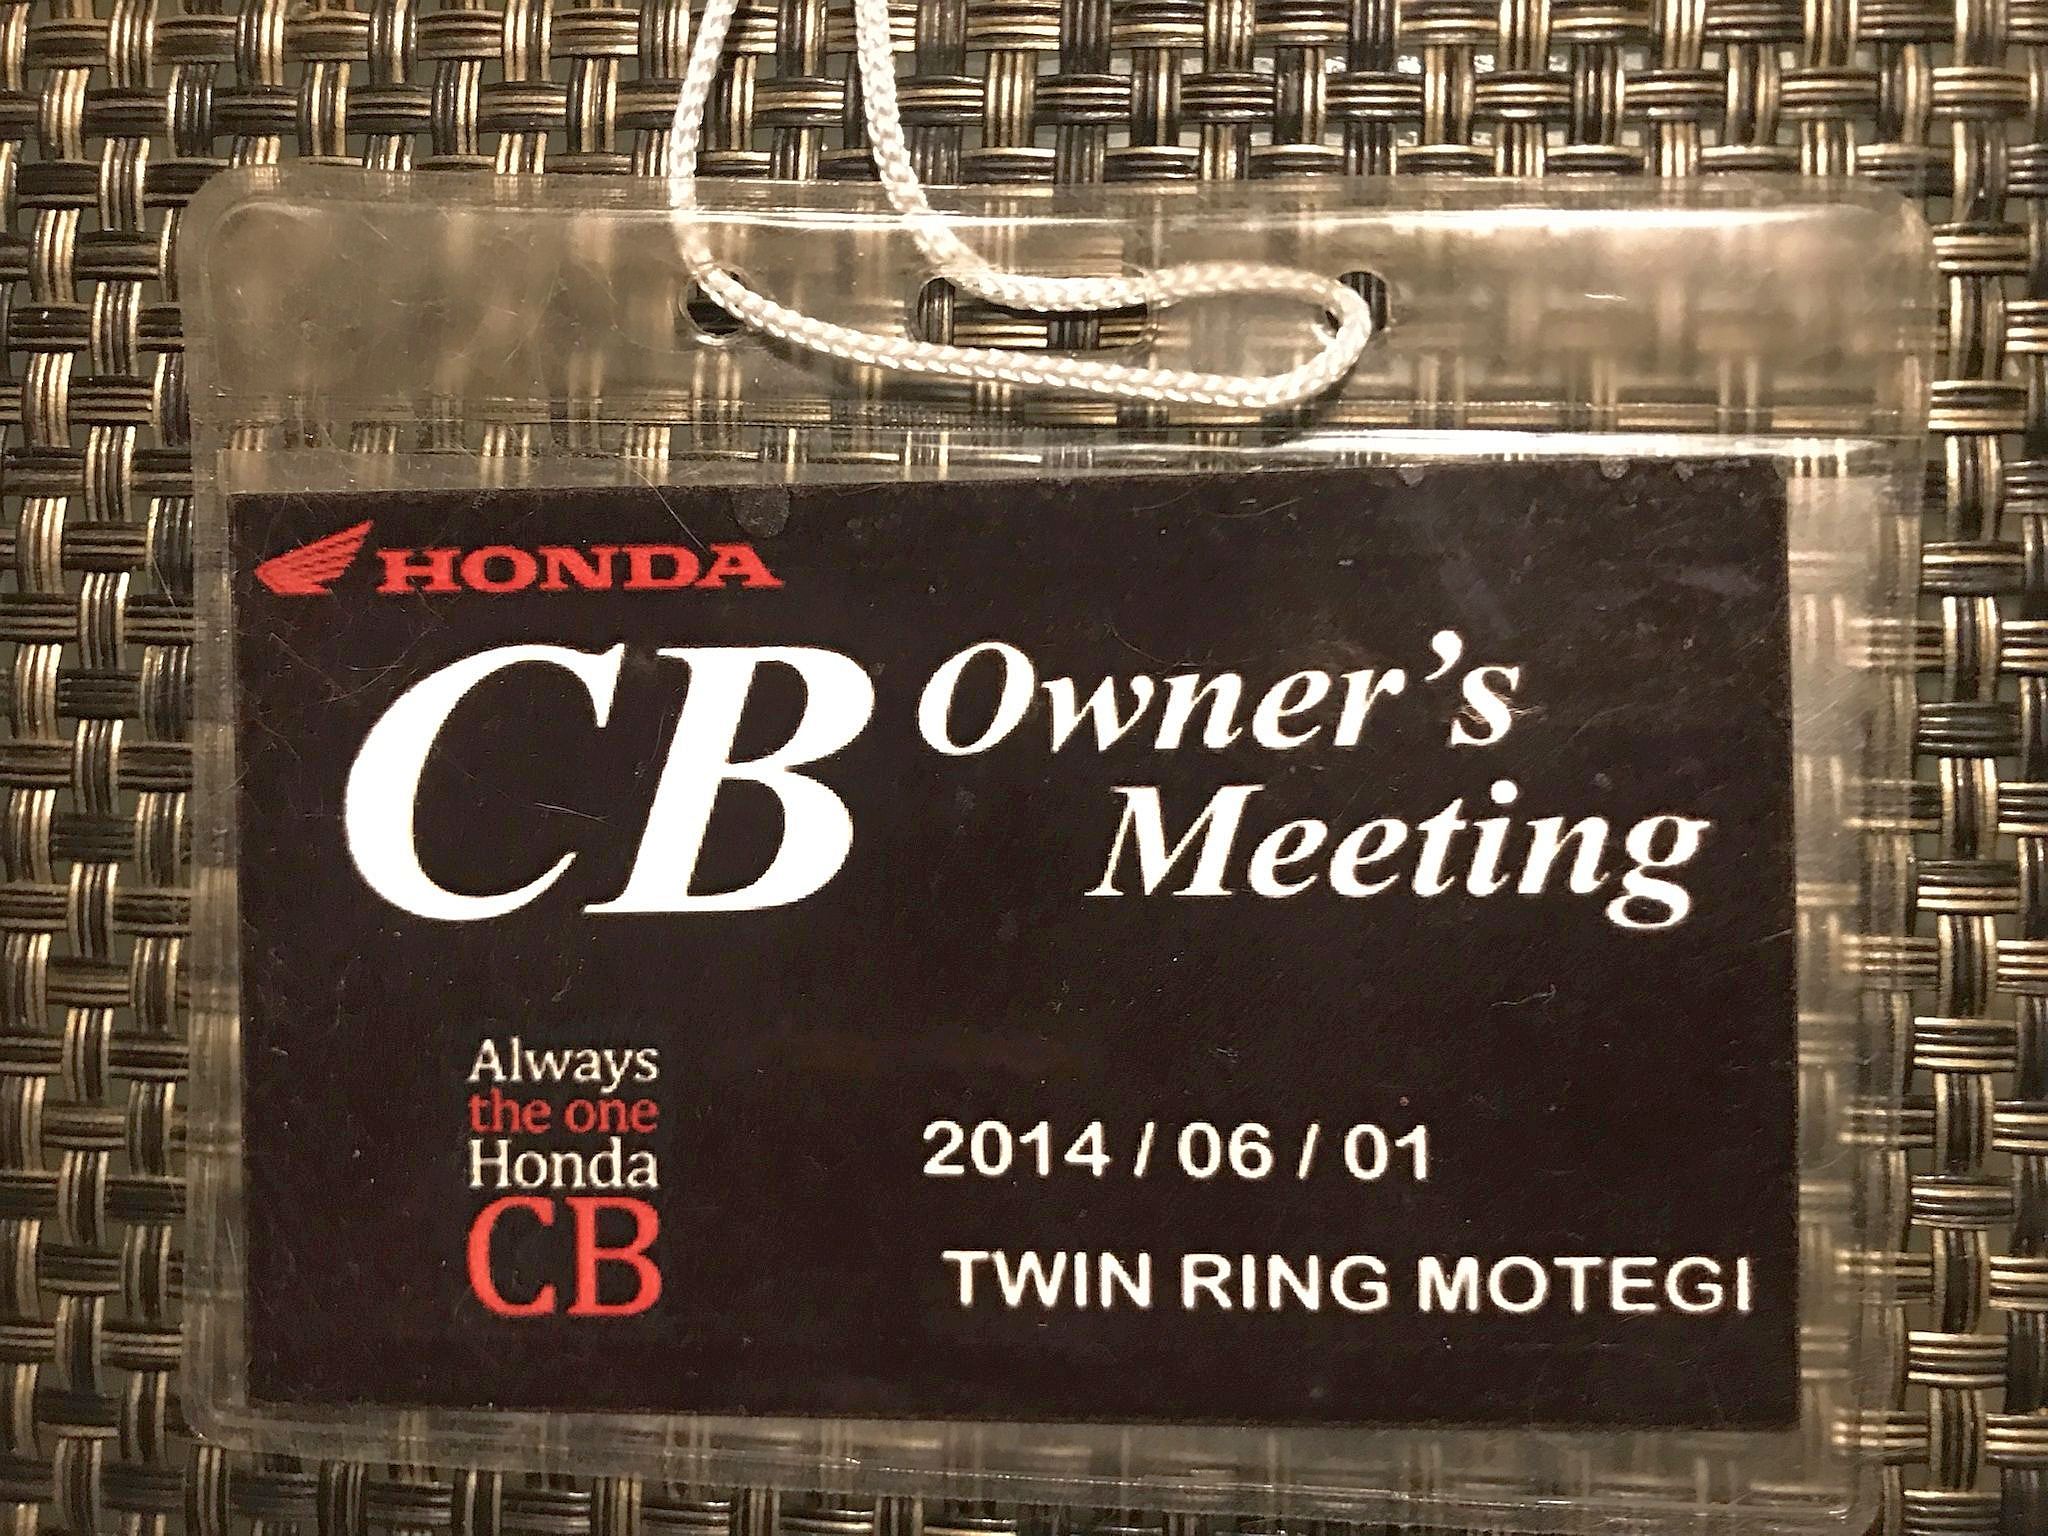 HONDA
CB Owner's
Meeting
Always
the one
Honda
CB
2014 / 06 / 01
TWIN RING MOTEGI